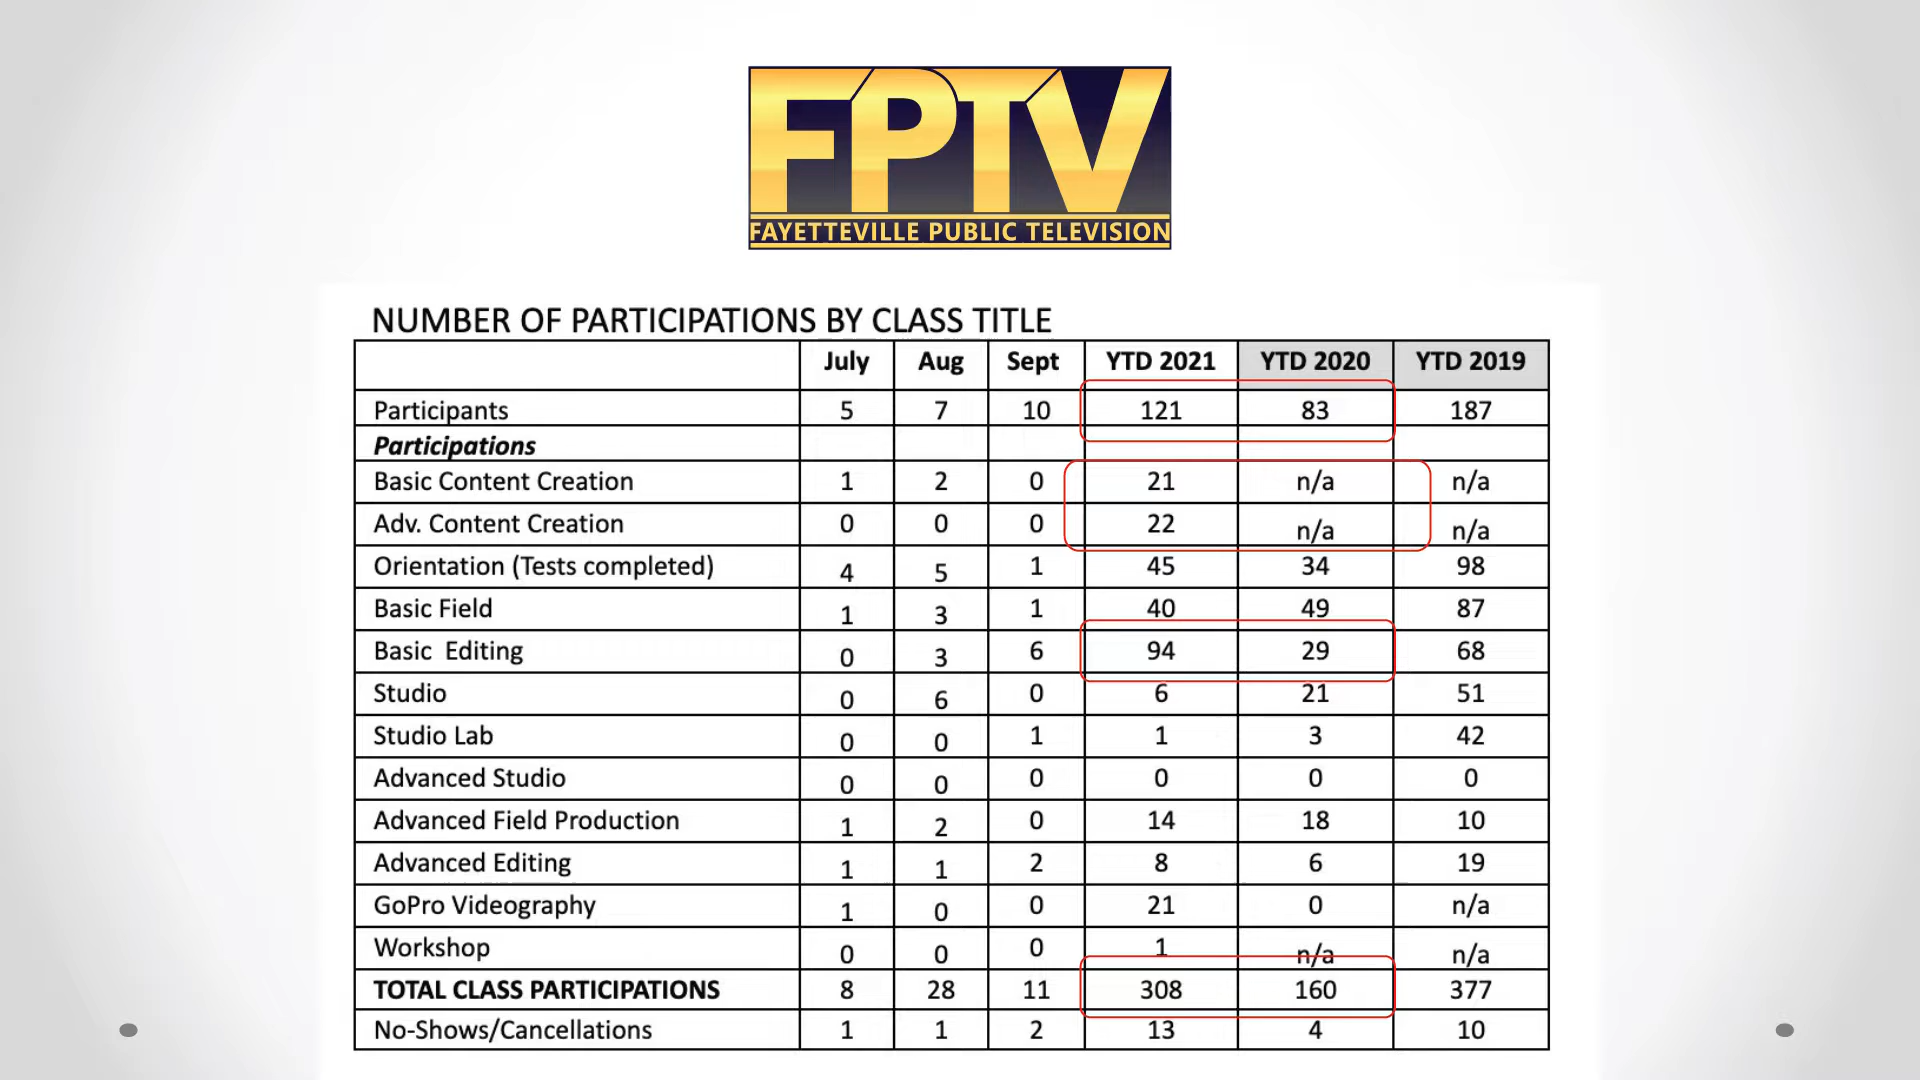 FPTV
FAYETTEVILLE PUBLIC TELEVISION
NUMBER OF PARTICIPATIONS BY CLASS TITLE
July Aug Sept YTD 2021 YTD 2020 YTD 2019
Participants 5 7 10 121 83 187
Participations
Basic Content Creation 1 2 0 21 n/a n/a
Adv. Content Creation 0 0 0 22 n/a n/a
Orientation (Tests completed) 4 5 1 45 34 98
Basic Field 1 3 1 40 49 87
Basic Editing 0 3 6 94 29 68
Studio 0 6 0 6 21 51
Studio Lab 0 0 1 1 3 42
Advanced Studio 0 0 0 0 0 0
Advanced Field Production 1 2 0 14 18 10
Advanced Editing 1 1 2 8 6 19
GoPro Videography 1 0 0 21 0 n/a
Workshop 0 0 0 1 n/a n/a
TOTAL CLASS PARTICIPATIONS 8 28 11 308 160 377
No-Shows/Cancellations 1 1 2 13 4 10